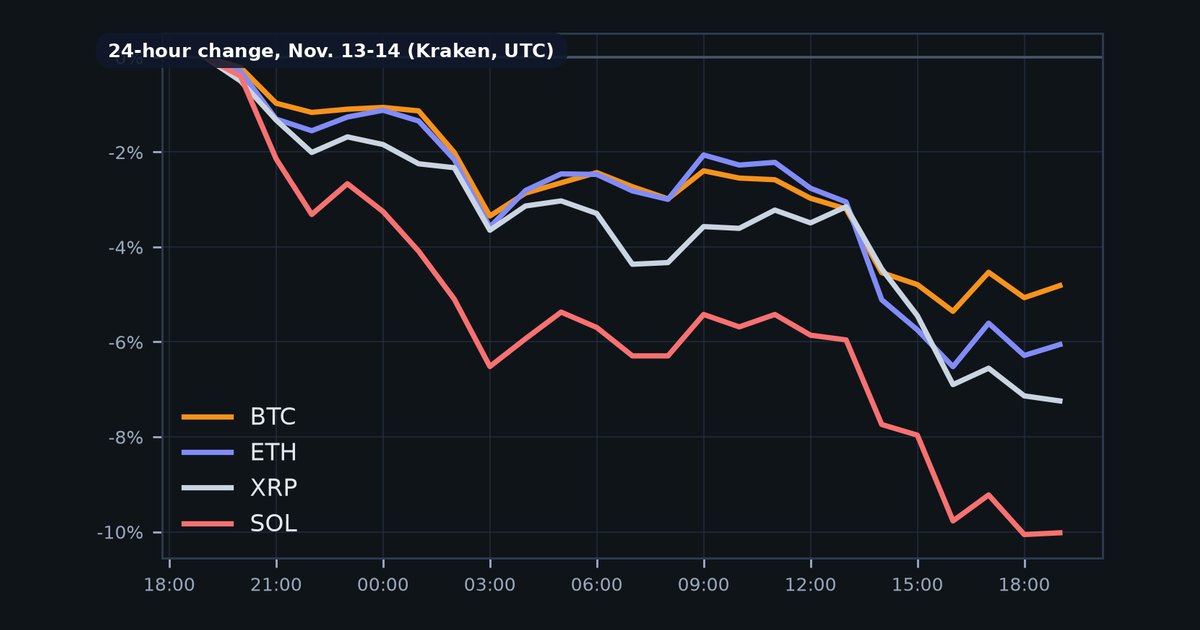 24-hour change, Nov. 13-14 (Kraken, UTC)
0%
-2%
-4%
-6%
-8%
-10%
BTC
ETH
XRP
SOL
18:00 21:00 00:00 03:00 06:00 09:00 12:00 15:00 18:00